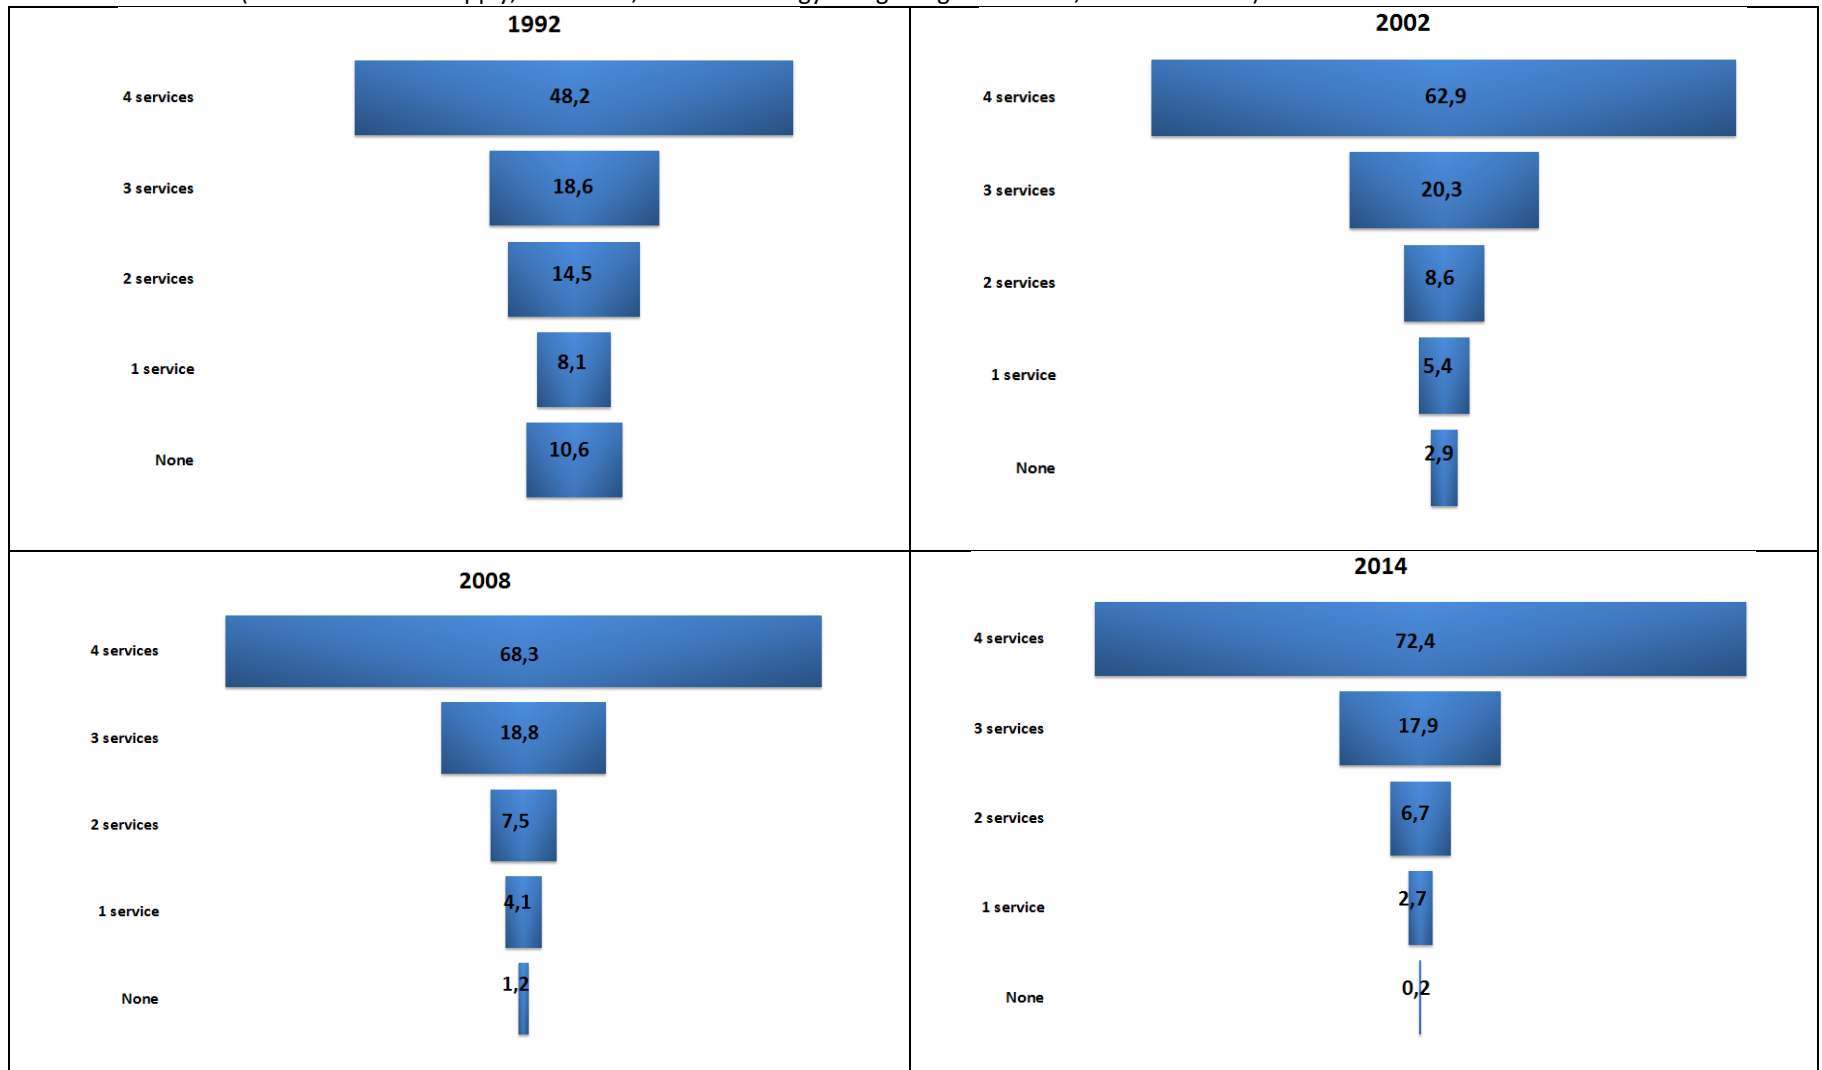 1992
4 services
48,2
3 services
18,6
2 services
14,5
1 service
8,1
None
10,6
2002
4 services
62,9
3 services
20,3
2 services
8,6
1 service
5,4
None
2,9
2008
4 services
68,3
3 services
18,8
2 services
7,5
1 service
4,1
None
1,2
2014
4 services
72,4
3 services
17,9
2 services
6,7
1 service
2,7
None
0,2